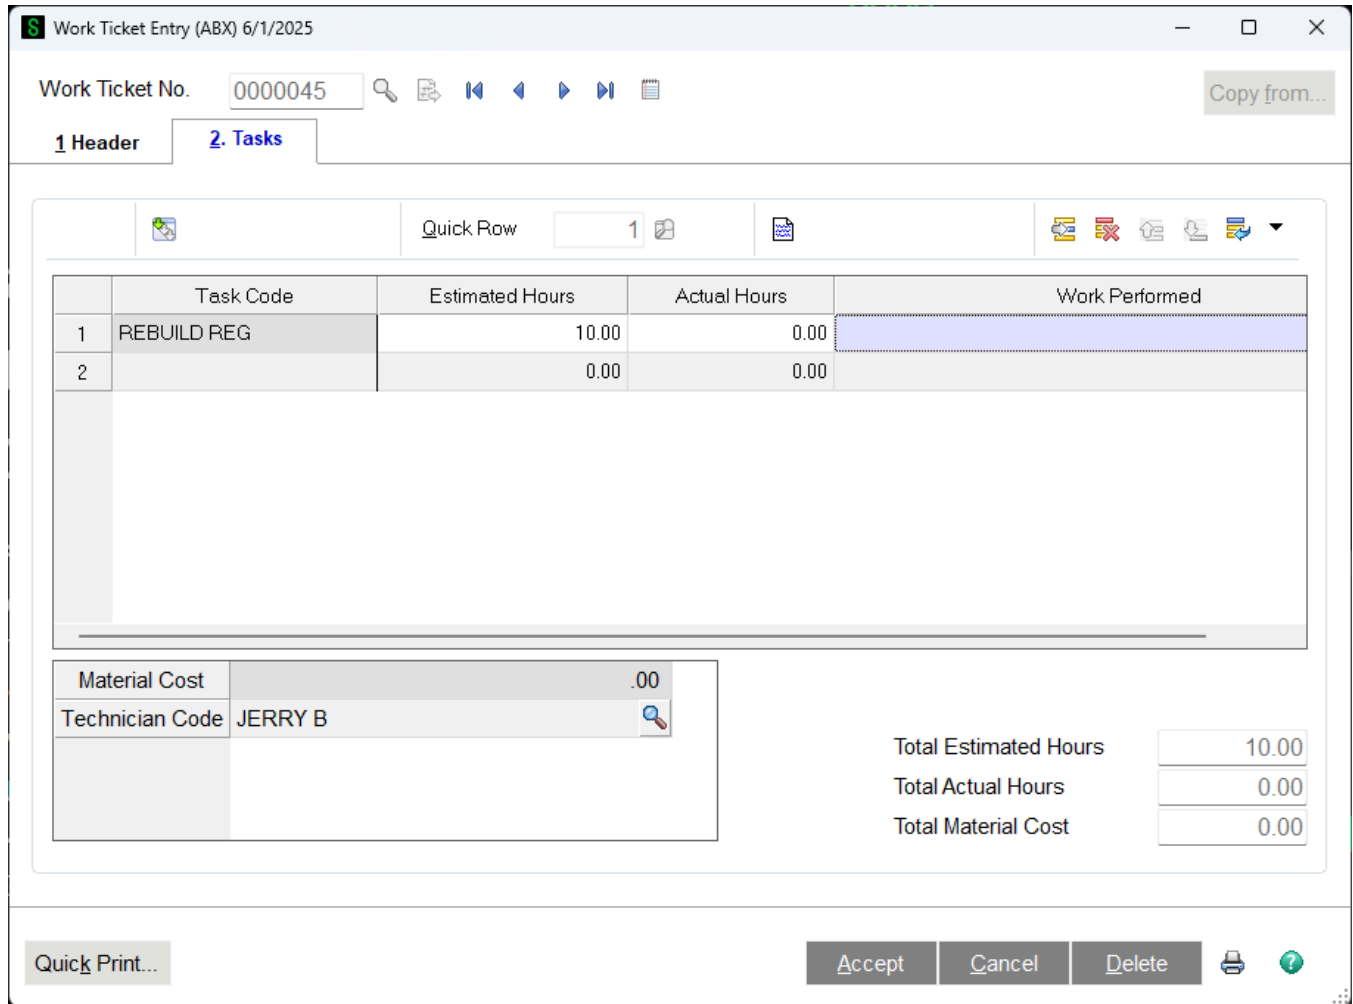 S Work Ticket Entry (ABX) 6/1/2025
Work Ticket No. 0000045 Copy from...
1 Header 2. Tasks
Quick Row 1
Task Code Estimated Hours Actual Hours Work Performed
1 REBUILD REG 10.00 0.00
2 0.00 0.00
Material Cost .00
Technician Code JERRY B
Total Estimated Hours 10.00
Total Actual Hours 0.00
Total Material Cost 0.00
Quick Print... Accept Cancel Delete ?